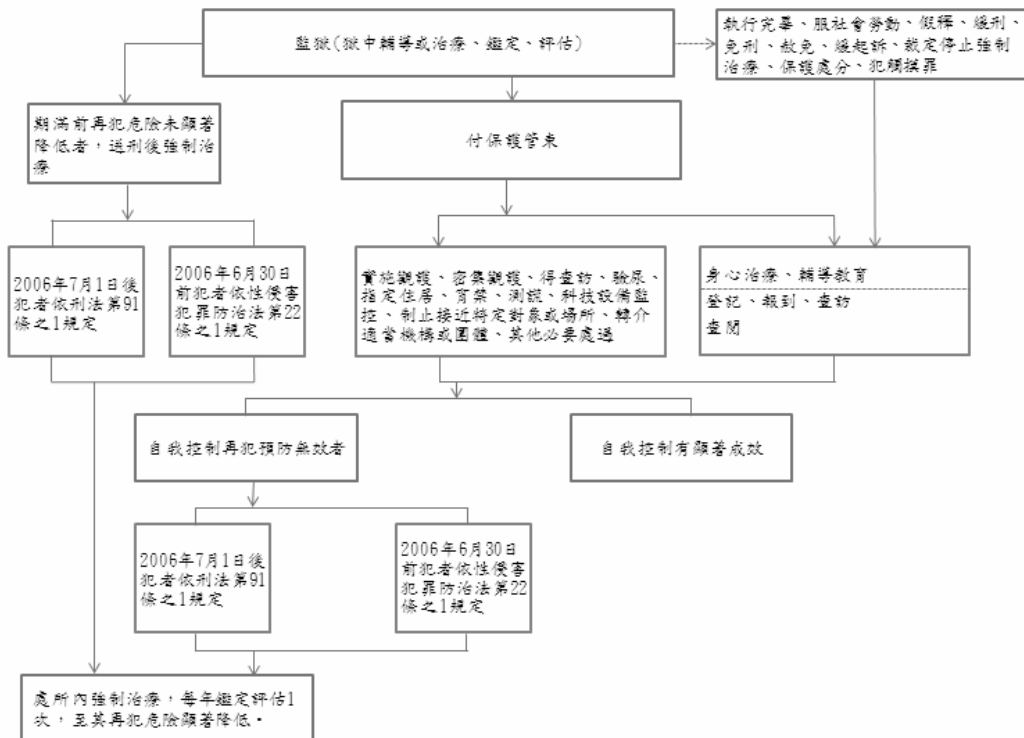 監獄(獄中輔導或治療、鑑定、評估)
執行完畢、服社會勞動、假釋、緩刑、
免刑、赦免、緩起訴、裁定停止強制
治療、保護處分、犯觸摸罪
期滿前再犯危險未顯著
降低者，送刑後強制治
療
付保護管束
2006年7月1日後
犯者依刑法第91
條之1規定
2006年6月30日
前犯者依性侵害
犯罪防治法第22
條之1規定
實施觀護、密集觀護、得查訪、驗尿、
指定住居、宵禁、測謊、科技設備監
控、制止接近特定對象或場所、轉介
適當機構或團體、其他必要處遇
身心治療、輔導教育
登記、報到、查訪
查閱
自我控制再犯預防無效者
自我控制有顯著成效
2006年7月1日後
犯者依刑法第91
條之1規定
2006年6月30日
前犯者依性侵害
犯罪防治法第22
條之1規定
處所內強制治療，每年鑑定評估1
次，至其再犯危險顯著降低。